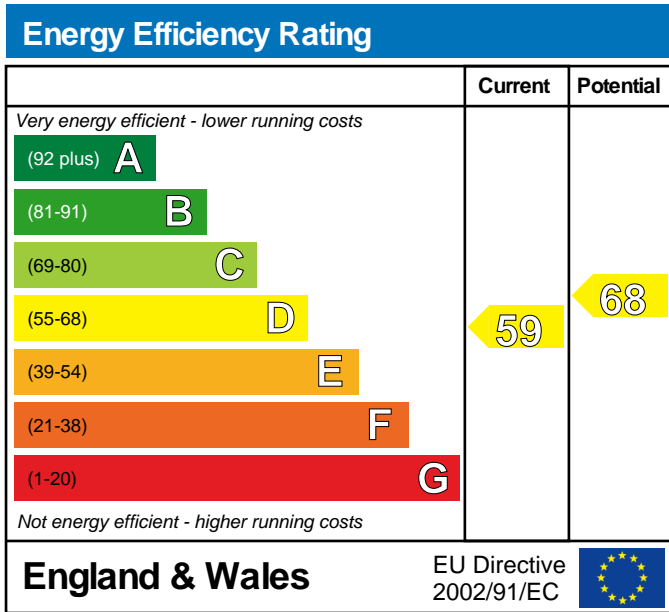 Energy Efficiency Rating
Current Potential
Very energy efficient - lower running costs
(92 plus) A
(81-91) B
(69-80) C
(55-68) D
(39-54) E
(21-38) F
(1-20) G
59
68
Not energy efficient - higher running costs
England & Wales
EU Directive
2002/91/EC